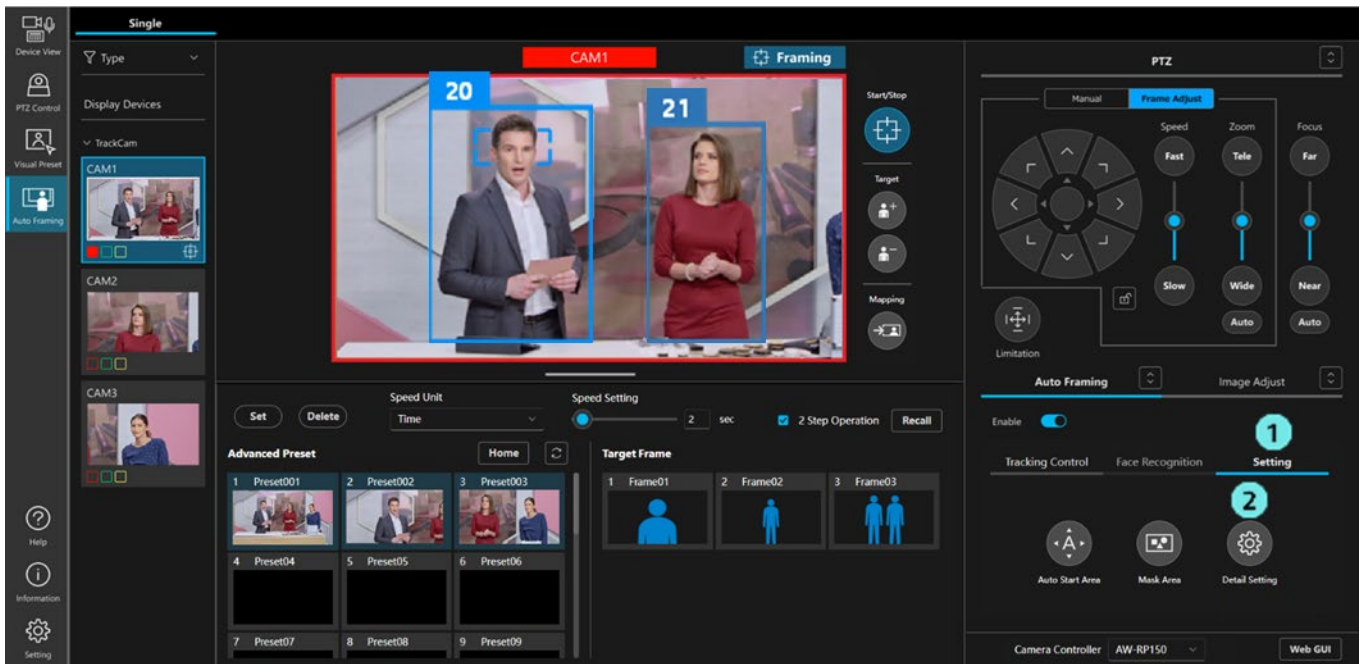 Single
Device View
PTZ Control
Visual Preset
Auto Framing
Help
Information
Setting
Type
Display Devices
TrackCam
CAM1
CAM2
CAM3
CAM1
Framing
20
21
Start/Stop
Target
Mapping
Set
Delete
Speed Unit
Time
Speed Setting
2 sec
2 Step Operation
Recall
Advanced Preset
Home
1 Preset001
2 Preset002
3 Preset003
4 Preset04
5 Preset05
6 Preset06
7 Preset07
8 Preset08
9 Preset09
Target Frame
1 Frame01
2 Frame02
3 Frame03
PTZ
Manual
Frame Adjust
Speed
Zoom
Focus
Fast
Tele
Far
Slow
Wide
Near
Auto
Auto
Limitation
Auto Framing
Image Adjust
Enable
1
Tracking Control
Face Recognition
Setting
2
A
Auto Start Area
Mask Area
Detail Setting
Camera Controller
AW-RP150
Web GUI